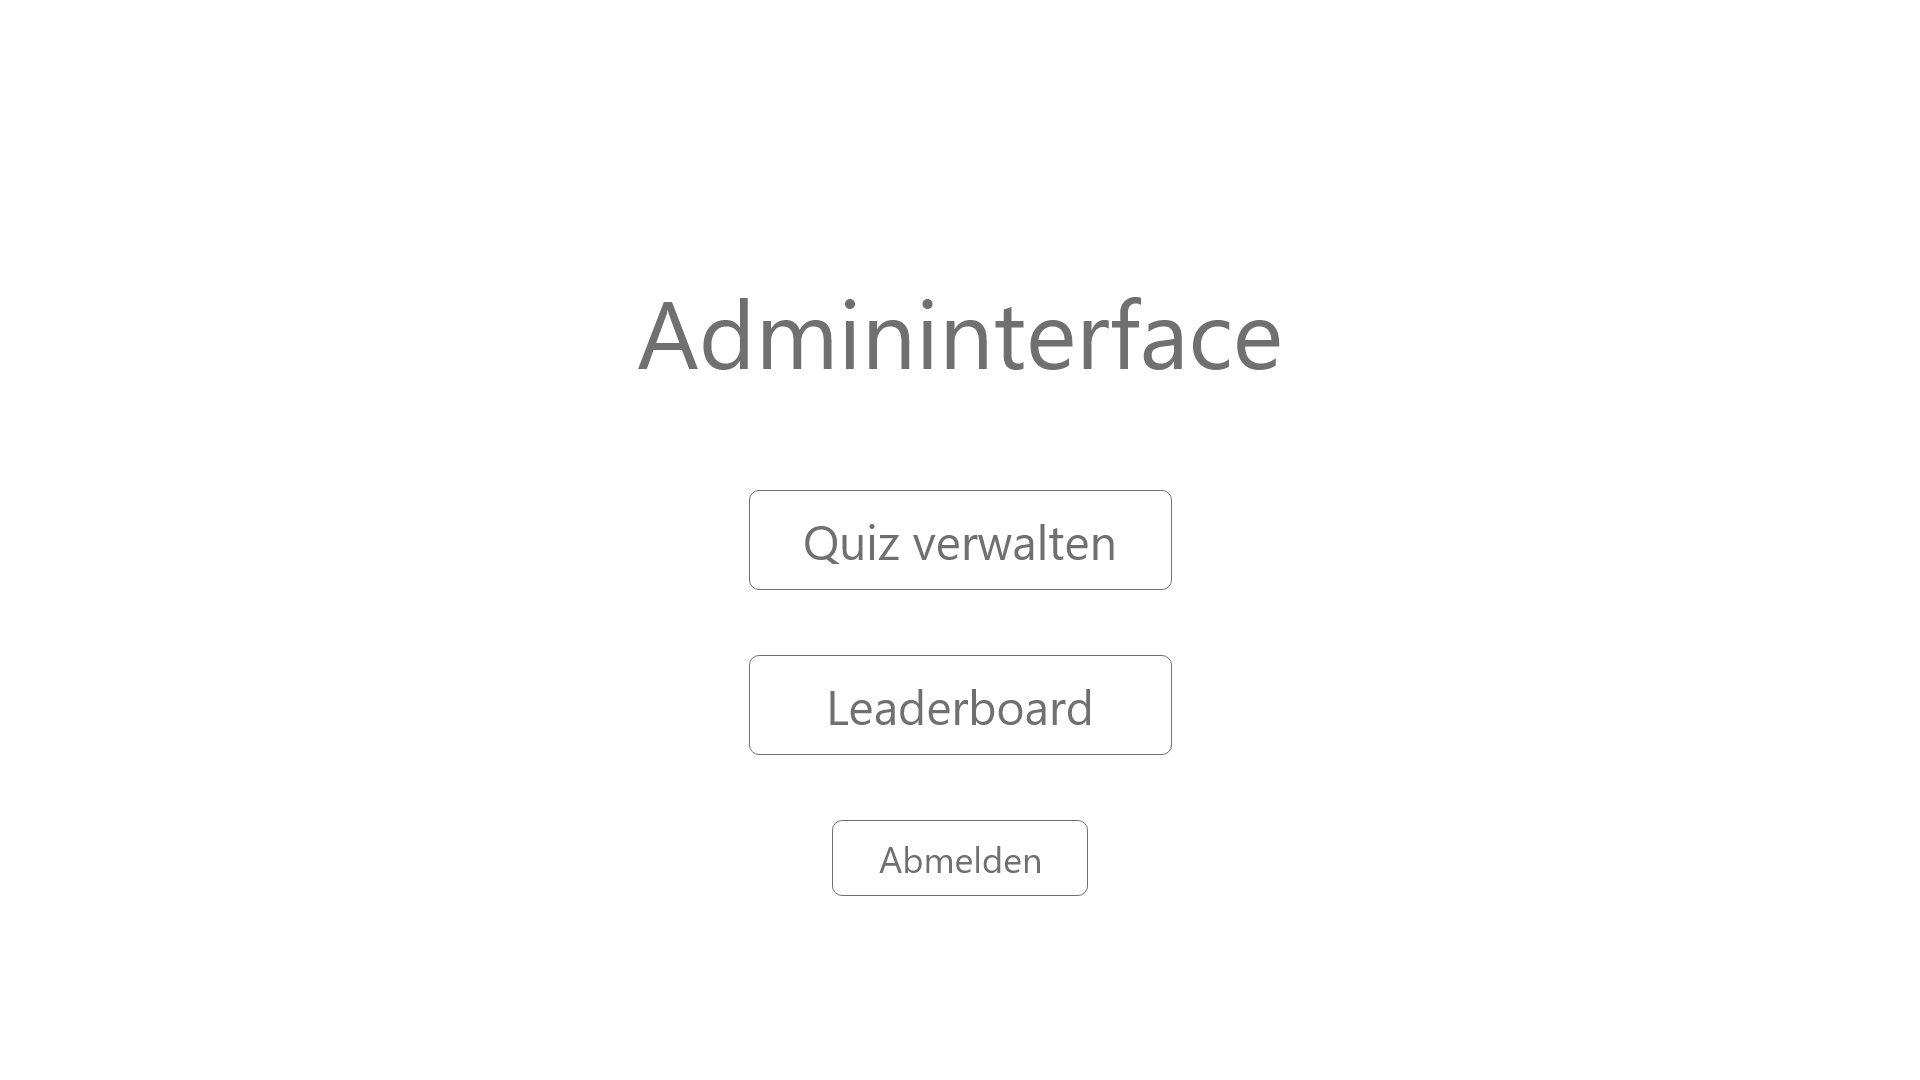 Admininterface
Quiz verwalten
Leaderboard
Abmelden